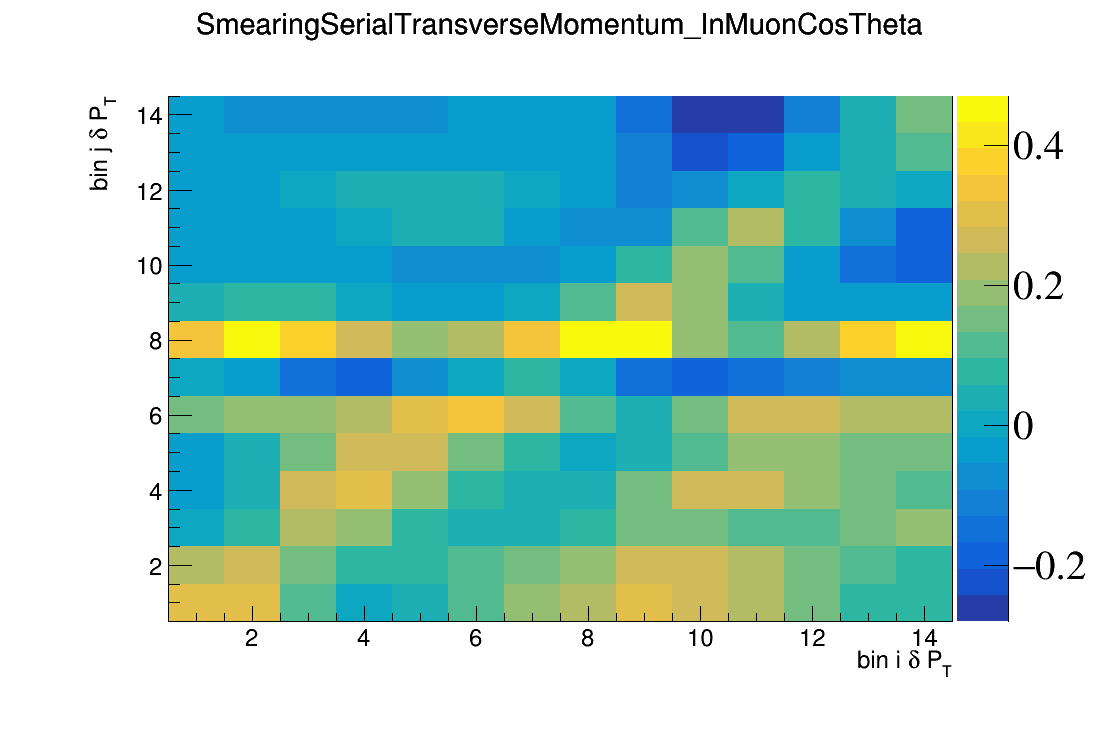 SmearingSerialTransverseMomentum_InMuonCosTheta
bin j δ P_T
14
12
10
8
6
4
2
2 4 6 8 10 12 14
bin i δ P_T
0.4
0.2
0
−0.2